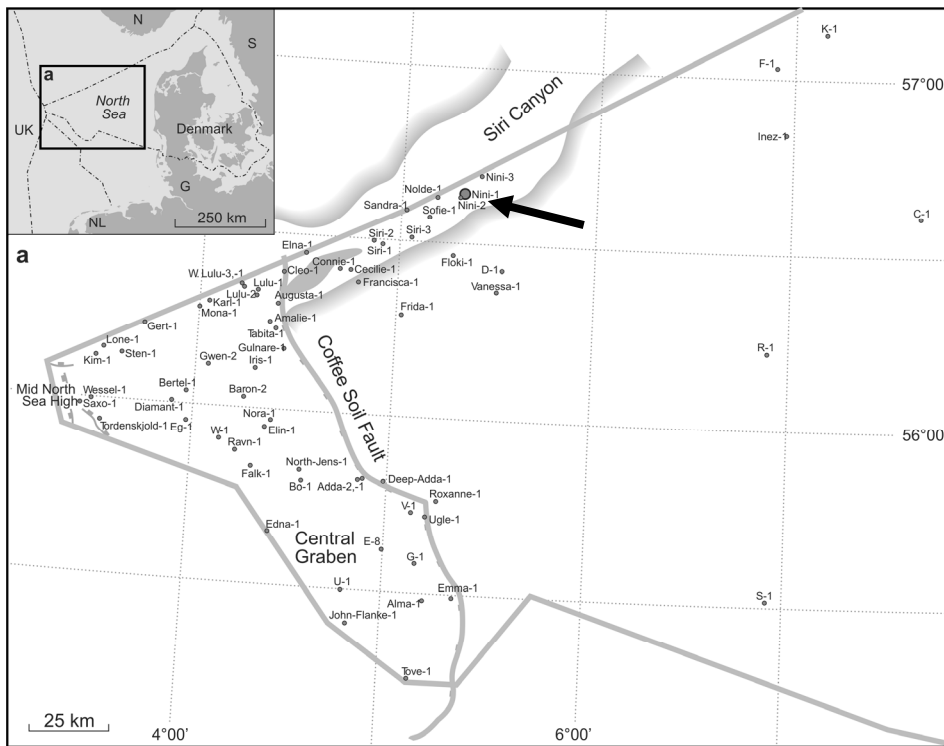 N
S
K-1
a
F-1
57°00'
North
Sea
Siri Canyon
UK
Denmark
Inez-1
Nini-3
Nolde-1
Nini-1
G
Sandra-1
Sofie-1
Nini-2
250 km
NL
C-1
Siri-2
Siri-3
a
Elna-1
Siri-1
Connie-1
Floki-1
W.Lulu-3,-1
Cleo-1
Cecilie-1
D-1
Lulu-1
Francisca-1
Lulu-2
Augusta-1
Vanessa-1
Karl-1
Mona-1
Frida-1
Gert-1
Amalie-1
Tabita-1
Lone-1
Gulnare-1
Kim-1
Sten-1
Gwen-2
Iris-1
R-1
Coffee Soil Fault
Mid North
Sea High
Wessel-1
Bertel-1
Baron-2
Saxo-1
Diamant-1
Tordenskjold-1
Eg-1
Nora-1
W-1
Elin-1
56°00'
Ravn-1
Falk-1
North-Jens-1
Bo-1
Adda-2,-1
Deep-Adda-1
Roxanne-1
V-1
Ugle-1
Edna-1
Central
Graben
E-8
G-1
U-1
Emma-1
Alma-1
S-1
John-Flanke-1
Tove-1
25 km
4°00'
6°00'